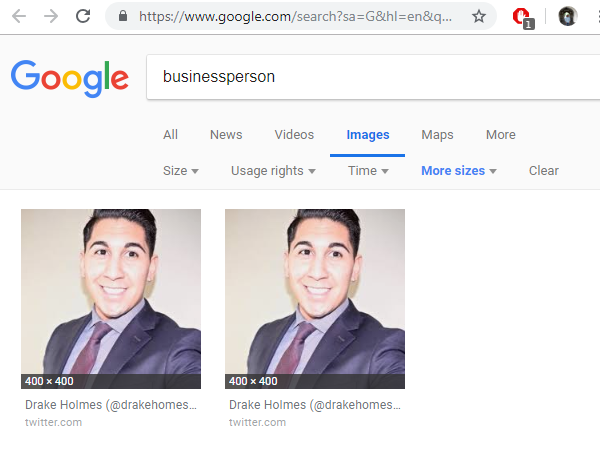 https://www.google.com/search?sa=G&hl=en&q...
1
Google
businessperson
All News Videos Images Maps More
Size Usage rights Time More sizes Clear
400 × 400 400 × 400
Drake Holmes (@drakehomes... Drake Holmes (@drakehomes...
twitter.com twitter.com